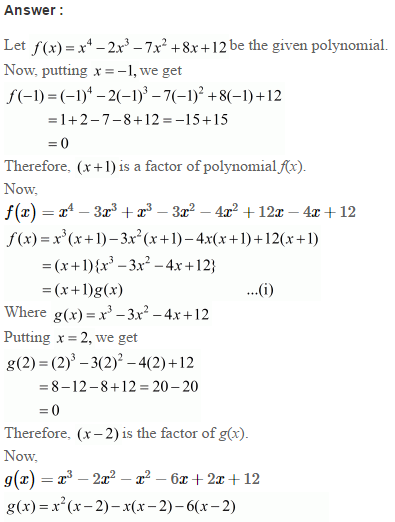 Answer :
Let f(x) = x⁴ – 2x³ – 7x² + 8x + 12 be the given polynomial.
Now, putting x = –1, we get
f(–1) = (–1)⁴ – 2(–1)³ – 7(–1)² + 8(–1) + 12
= 1 + 2 – 7 – 8 + 12 = –15 + 15
= 0
Therefore, (x + 1) is a factor of polynomial f(x).
Now,
f(x) = x⁴ – 3x³ + x³ – 3x² – 4x² + 12x – 4x + 12
f(x) = x³(x + 1) – 3x²(x + 1) – 4x(x + 1) + 12(x + 1)
= (x + 1){x³ – 3x² – 4x + 12}
= (x + 1)g(x) ...(i)
Where g(x) = x³ – 3x² – 4x + 12
Putting x = 2, we get
g(2) = (2)³ – 3(2)² – 4(2) + 12
= 8 – 12 – 8 + 12 = 20 – 20
= 0
Therefore, (x – 2) is the factor of g(x).
Now,
g(x) = x³ – 2x² – x² – 6x + 2x + 12
g(x) = x²(x – 2) – x(x – 2) – 6(x – 2)